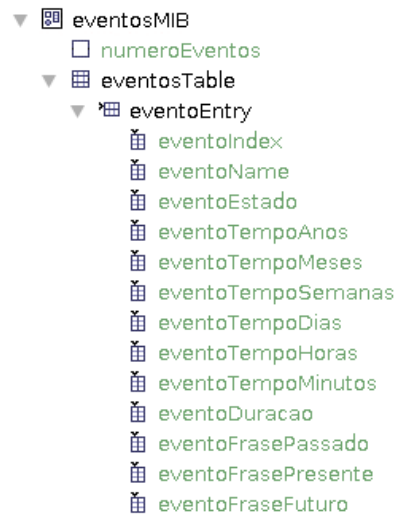 eventosMIB
numeroEventos
eventosTable
eventoEntry
eventoIndex
eventoName
eventoEstado
eventoTempoAnos
eventoTempoMeses
eventoTempoSemanas
eventoTempoDias
eventoTempoHoras
eventoTempoMinutos
eventoDuracao
eventoFrasePassado
eventoFrasePresente
eventoFraseFuturo